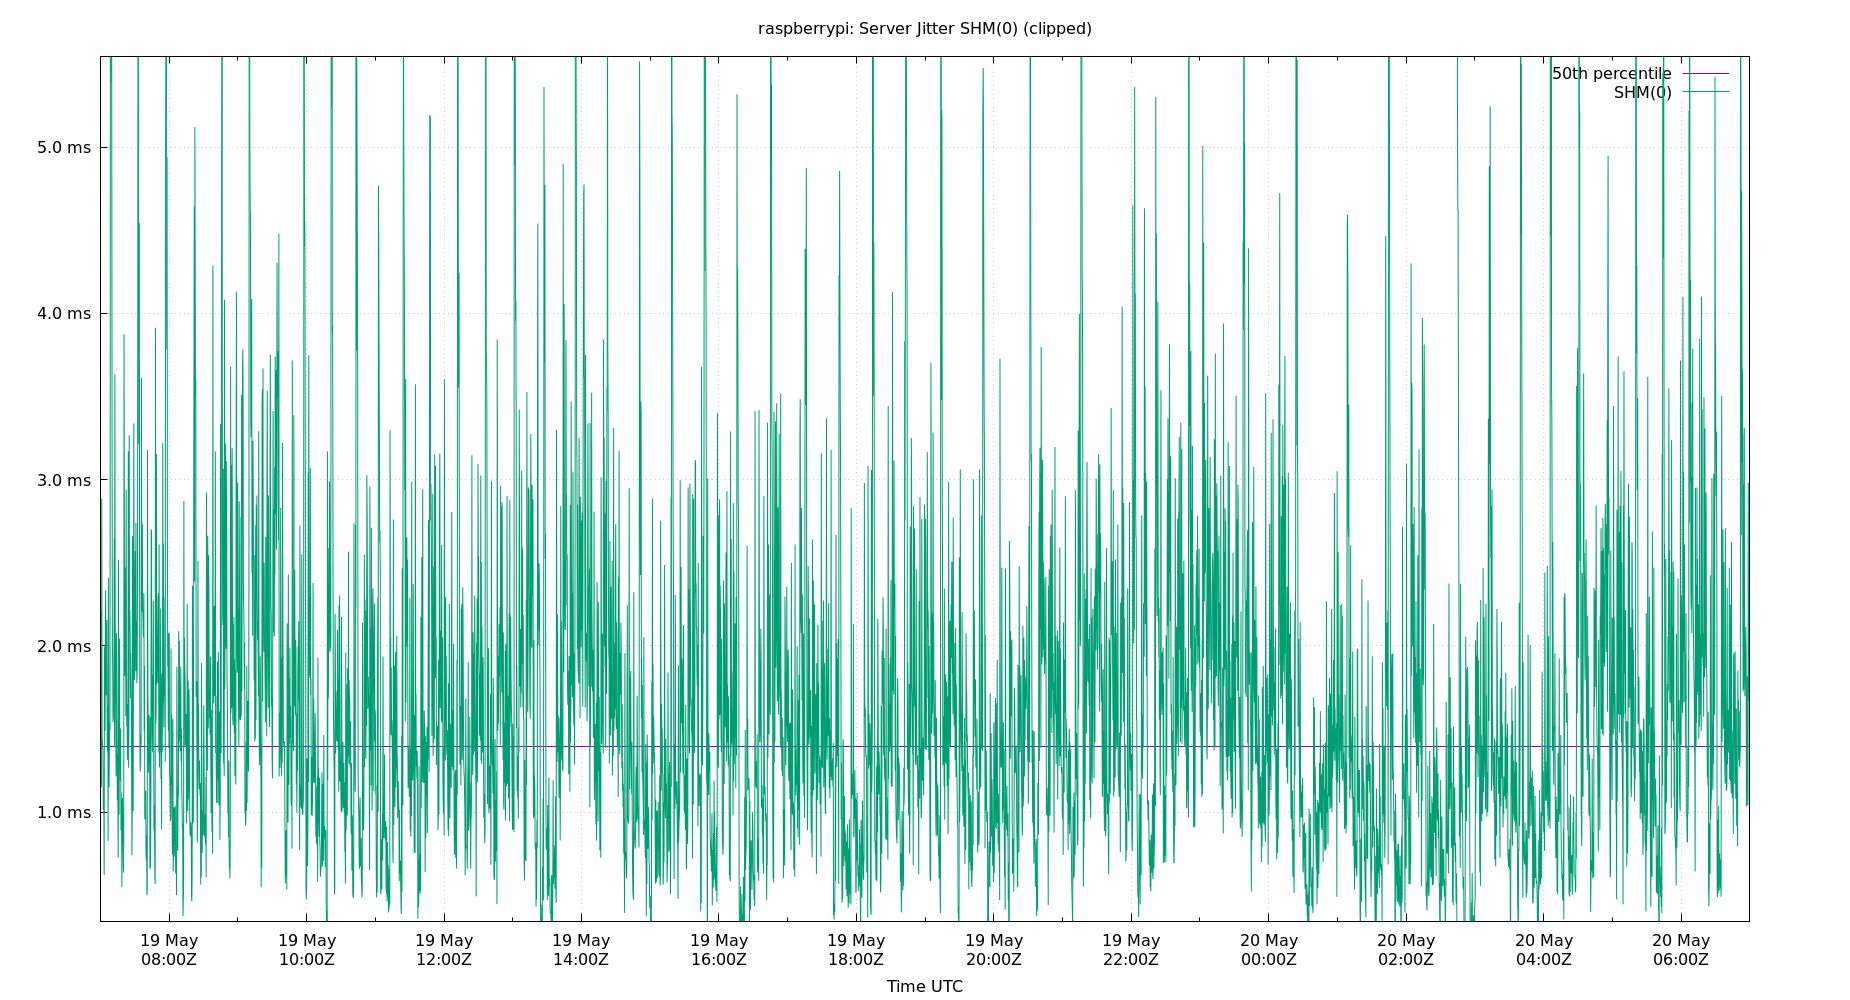 raspberrypi: Server Jitter SHM(0) (clipped)
50th percentile
SHM(0)
5.0 ms
4.0 ms
3.0 ms
2.0 ms
1.0 ms
19 May 19 May 19 May 19 May 19 May 19 May 19 May 19 May 20 May 20 May 20 May 20 May
08:00Z 10:00Z 12:00Z 14:00Z 16:00Z 18:00Z 20:00Z 22:00Z 00:00Z 02:00Z 04:00Z 06:00Z
Time UTC